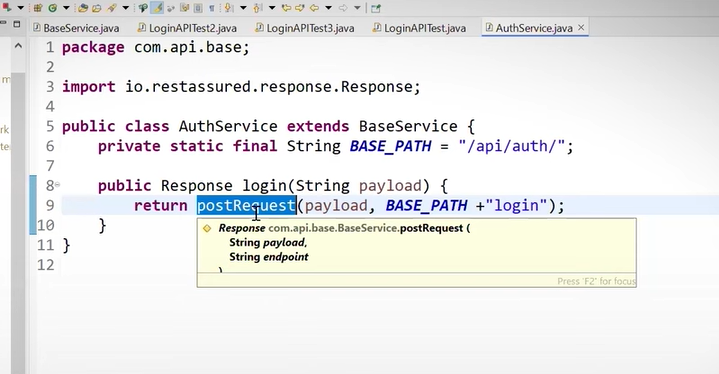 BaseService.java LoginAPITest2.java LoginAPITest3.java LoginAPITest.java AuthService.java
1 package com.api.base;
2
3 import io.restassured.response.Response;
4
5 public class AuthService extends BaseService {
6 private static final String BASE_PATH = "/api/auth/";
7
8 public Response login(String payload) {
9 return postRequest(payload, BASE_PATH +"login");
10 }
11 }
12
Response com.api.base.BaseService.postRequest (
String payload,
String endpoint
)
Press 'F2' for focus